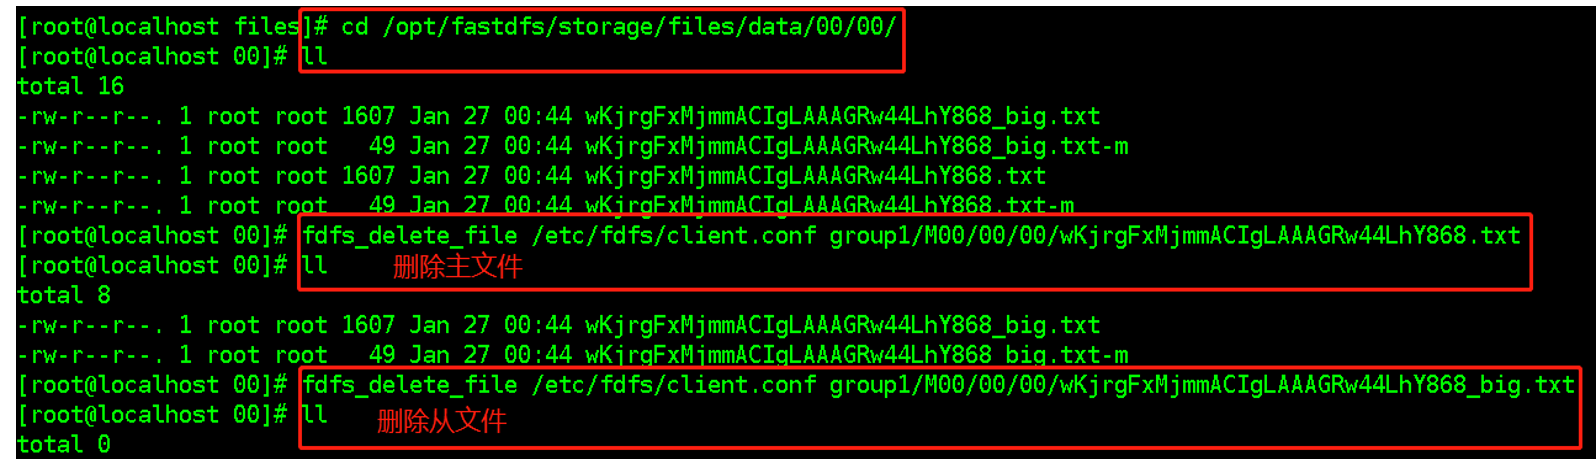 [root@localhost files]# cd /opt/fastdfs/storage/files/data/00/00/
[root@localhost 00]# ll
total 16
-rw-r--r--. 1 root root 1607 Jan 27 00:44 wKjrgFxMjmmACIgLAAAGRw44LhY868_big.txt
-rw-r--r--. 1 root root   49 Jan 27 00:44 wKjrgFxMjmmACIgLAAAGRw44LhY868_big.txt-m
-rw-r--r--. 1 root root 1607 Jan 27 00:44 wKjrgFxMjmmACIgLAAAGRw44LhY868.txt
-rw-r--r--. 1 root root   49 Jan 27 00:44 wKjrgFxMjmmACIgLAAAGRw44LhY868.txt-m
[root@localhost 00]# fdfs_delete_file /etc/fdfs/client.conf group1/M00/00/00/wKjrgFxMjmmACIgLAAAGRw44LhY868.txt
[root@localhost 00]# ll 删除主文件
total 8
-rw-r--r--. 1 root root 1607 Jan 27 00:44 wKjrgFxMjmmACIgLAAAGRw44LhY868_big.txt
-rw-r--r--. 1 root root   49 Jan 27 00:44 wKjrgFxMjmmACIgLAAAGRw44LhY868_big.txt-m
[root@localhost 00]# fdfs_delete_file /etc/fdfs/client.conf group1/M00/00/00/wKjrgFxMjmmACIgLAAAGRw44LhY868_big.txt
[root@localhost 00]# ll 删除从文件
total 0